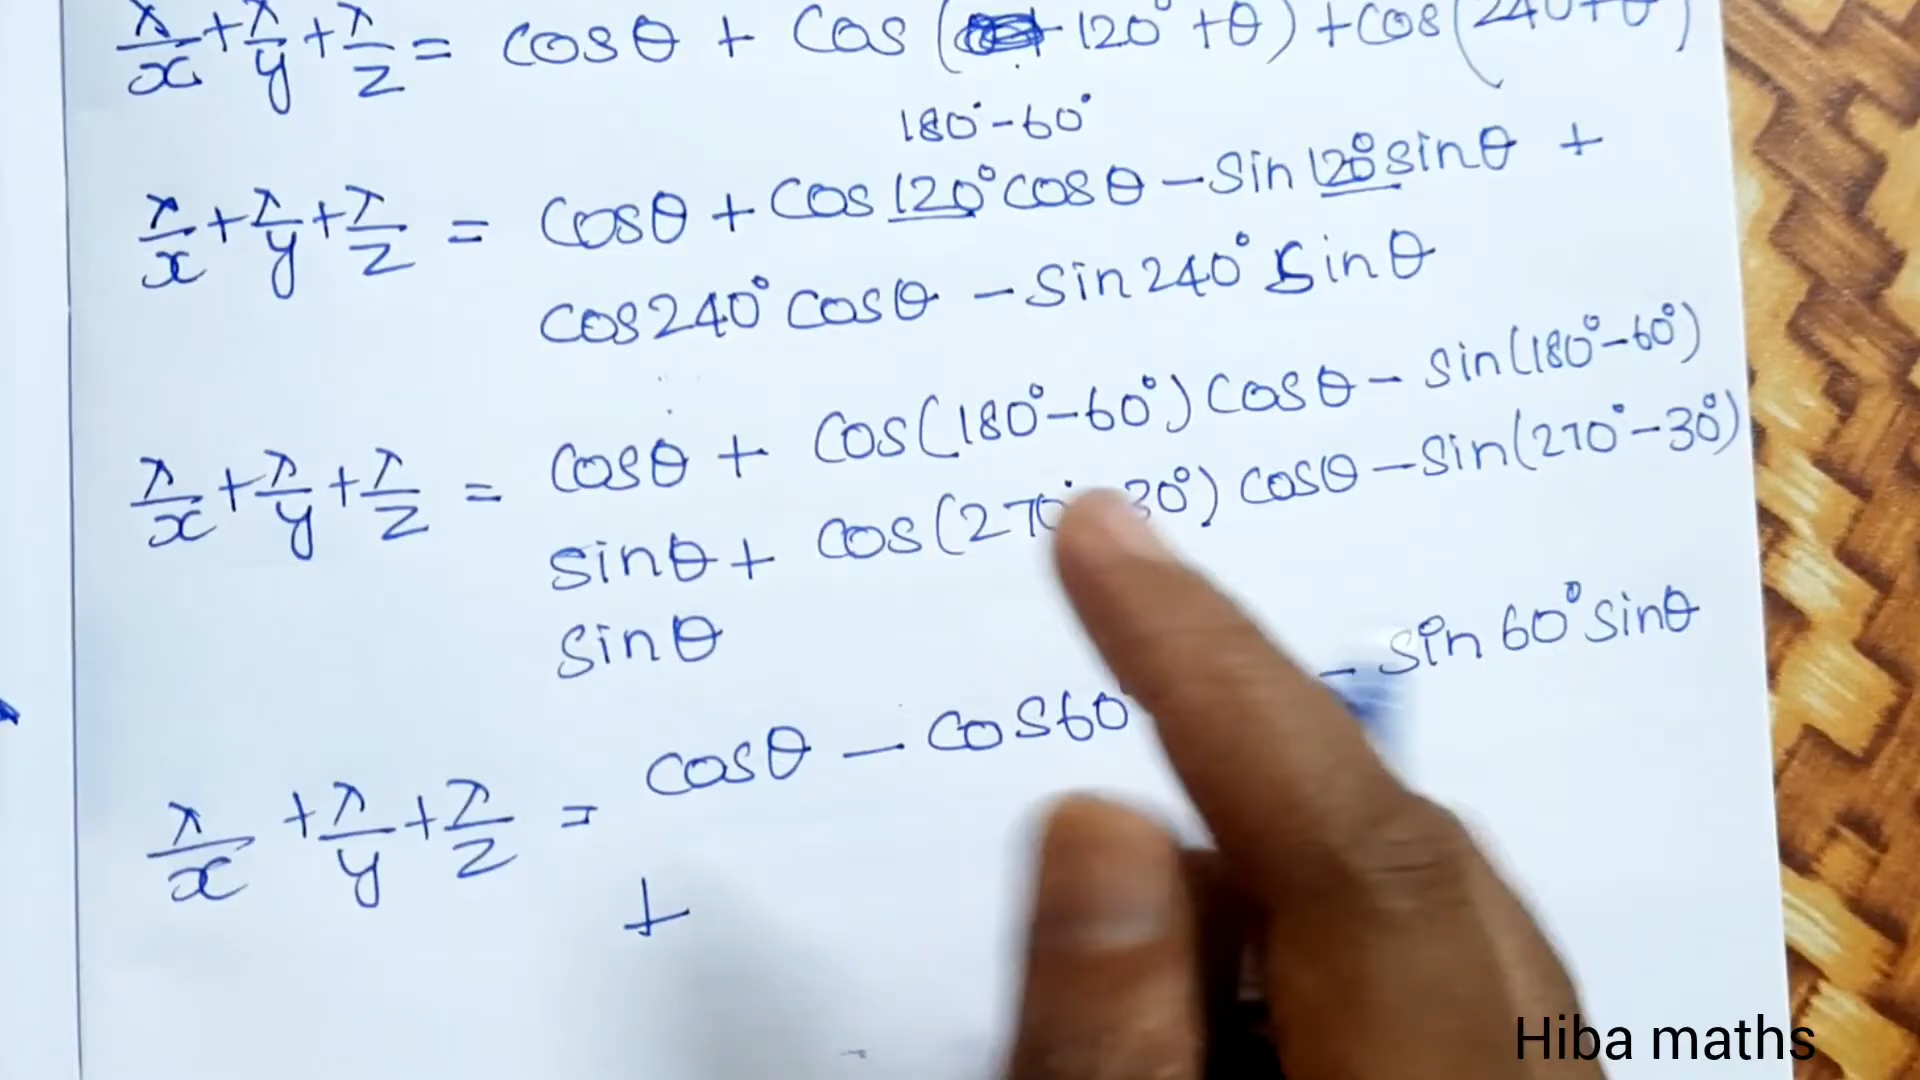 λ/x + λ/y + λ/z = cosθ + cos( 120° + θ) + cos(240+θ)
180° - 60°
λ/x + λ/y + λ/z = cosθ + cos 120° cosθ - sin 120° sinθ +
cos 240° cosθ - sin 240° sinθ
λ/x + λ/y + λ/z = cosθ + cos(180° - 60°) cosθ - sin(180° - 60°)
sinθ + cos(270° 30°) cosθ - sin(270° - 30°)
sinθ
λ/x + λ/y + λ/z = cosθ - cos60° - sin 60° sinθ
+
Hiba maths